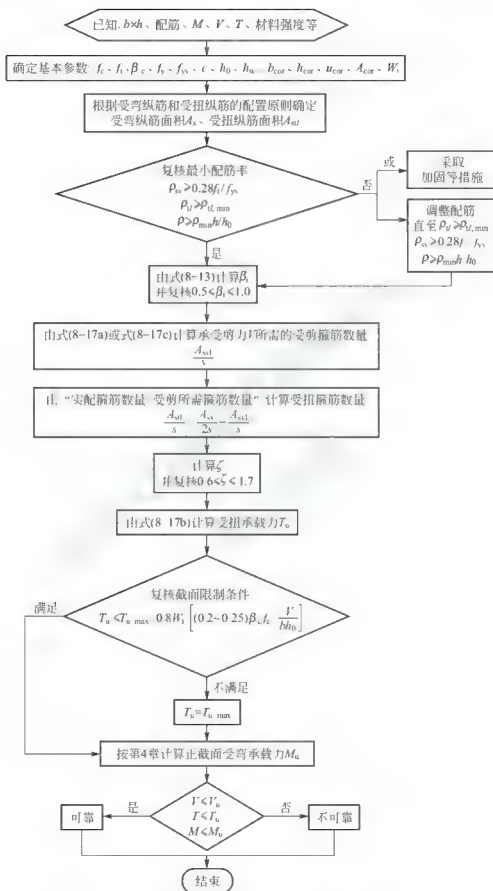 已知: b×h、配筋、M、V、T、材料强度等
确定基本参数 f_c、f_t、β_c、f_y、f_yv、c、h_0、h_w、b_cor、h_cor、u_cor、A_cor、W_t
根据受弯纵筋和受扭纵筋的配置原则确定
受弯纵筋面积A_s、受扭纵筋面积A_stl
复核最小配筋率
ρ_sv≥0.28f_t/f_yv
ρ_tl≥ρ_tl,min
ρ≥ρ_min h/h_0
否
或
采取
加固等措施
调整配筋
直至ρ_tl≥ρ_tl,min
ρ_sv≥0.28f f_yv
ρ≥ρ_min h h_0
是
由式(8-13)计算β_t
并复核0.5≤β_t≤1.0
由式(8-17a)或式(8-17c)计算承受剪力V所需的受剪箍筋数量
A_sv1/s
由“实配箍筋数量 受剪所需箍筋数量”计算受扭箍筋数量
A_st1/s A_sv/2s - A_sv1/s
计算ζ
并复核0.6≤ζ≤1.7
由式(8-17b)计算受扭承载力T_u
复核截面限制条件
T_u≤T_u max 0.8W_t[(0.2~0.25)β_c f_c V/bh_0]
满足
不满足
T_u=T_u max
按第4章计算正截面受弯承载力M_u
V≤V_u
T≤T_u
M≤M_u
是
否
可靠
不可靠
结束